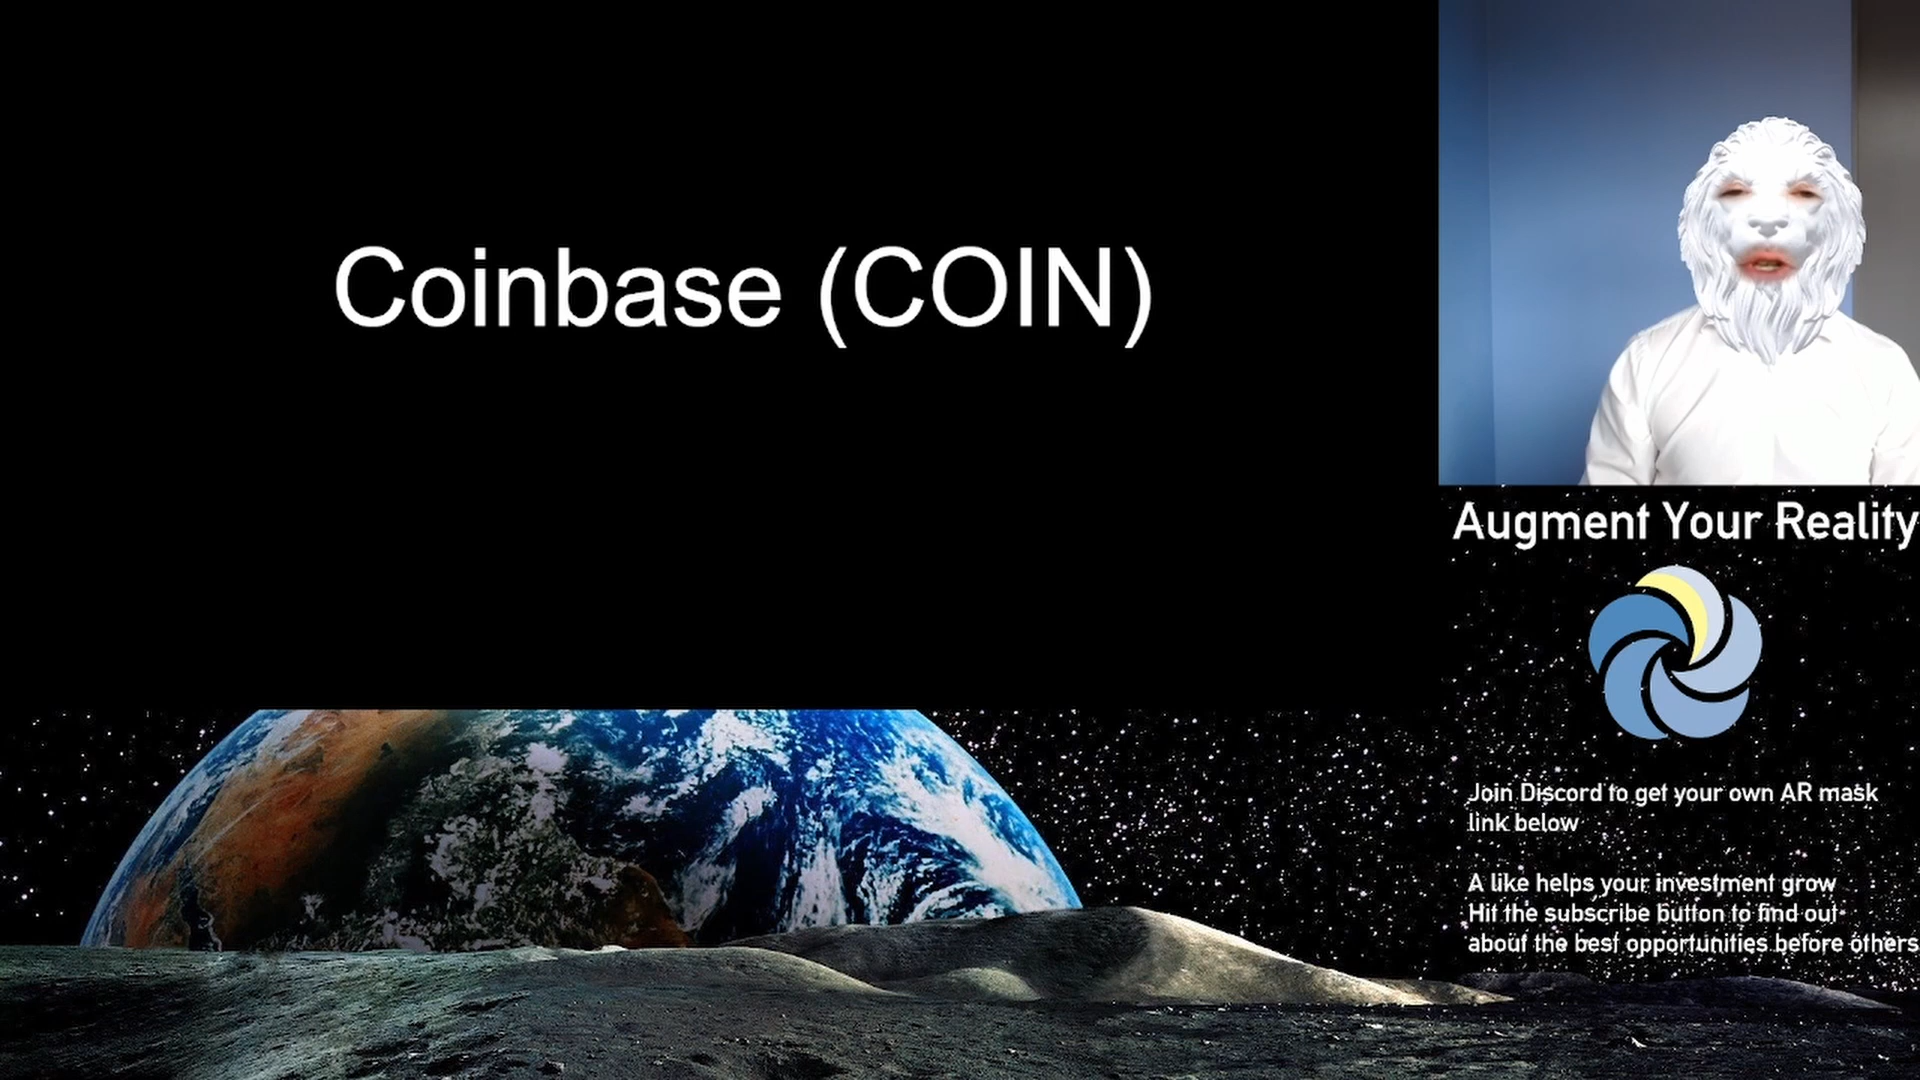 Coinbase (COIN)
Augment Your Reality
Join Discord to get your own AR mask
link below
A like helps your investment grow
Hit the subscribe button to find out
about the best opportunities before others